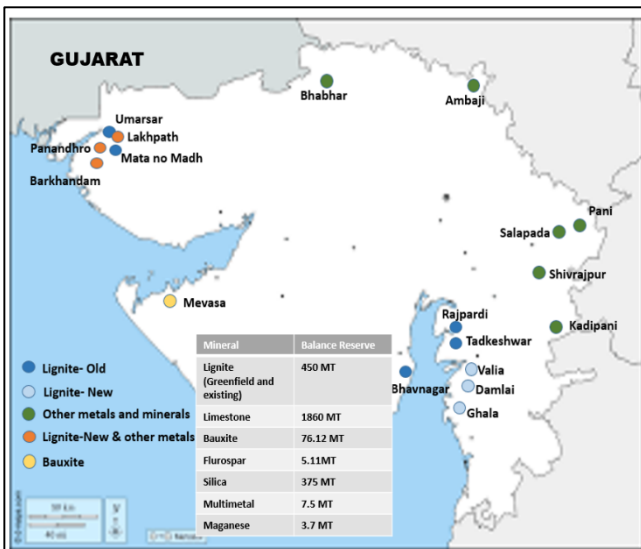 GUJARAT
Bhabhar
Ambaji
Umarsar
Lakhpath
Panandhro
Mata no Madh
Barkhandam
Pani
Salapada
Shivrajpur
Mevasa
Rajpardi
Kadipani
Tadkeshwar
Valia
Bhavnagar
Damlai
Ghala
Lignite- Old
Lignite- New
Other metals and minerals
Lignite-New & other metals
Bauxite
Mineral Balance Reserve
Lignite 450 MT
(Greenfield and
existing)
Limestone 1860 MT
Bauxite 76.12 MT
Flurospar 5.11MT
Silica 375 MT
Multimetal 7.5 MT
Maganese 3.7 MT